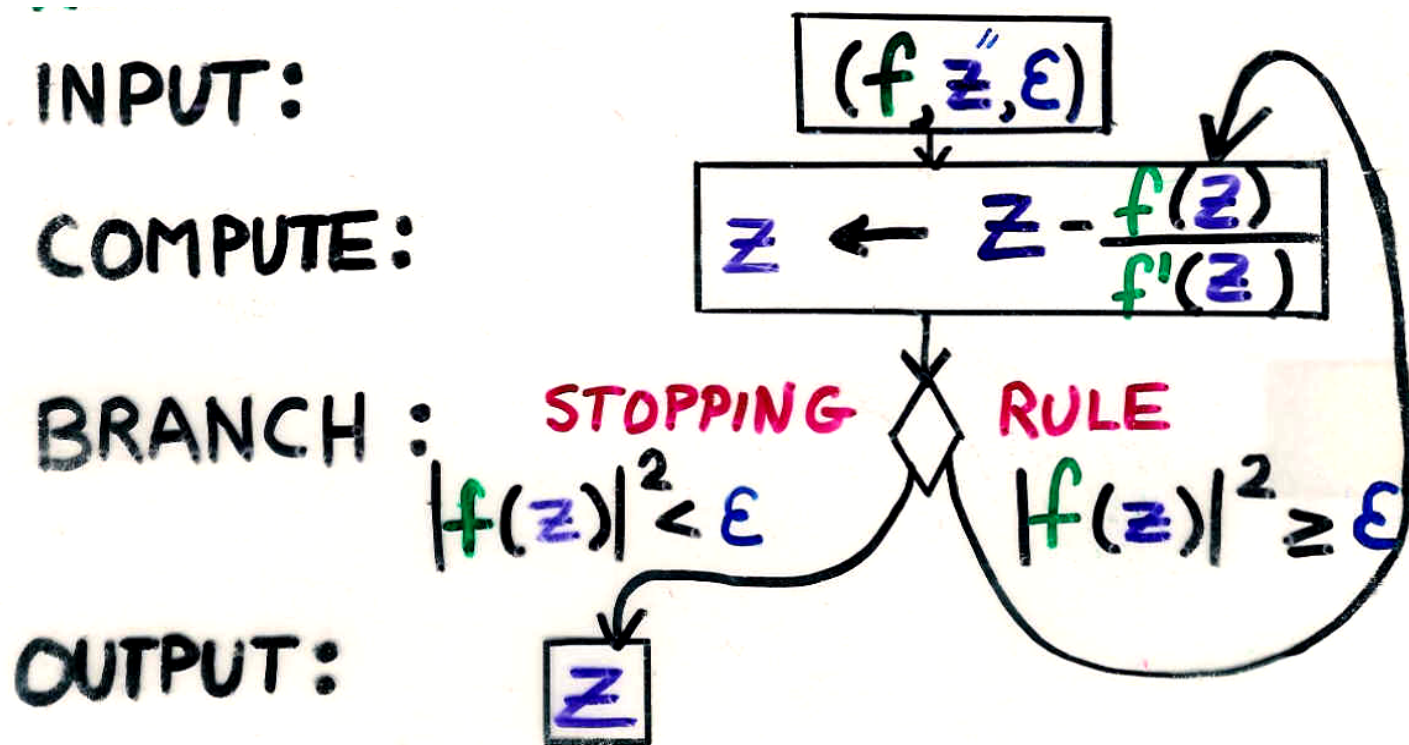 INPUT: (f, z", ε)
COMPUTE: z ← z - f(z)/f'(z)
BRANCH: STOPPING RULE
|f(z)|² < ε |f(z)|² ≥ ε
OUTPUT: z